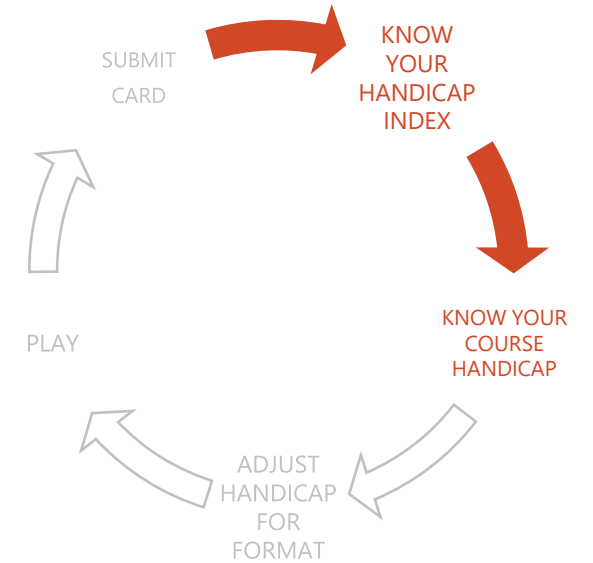 KNOW
YOUR
HANDICAP
INDEX
KNOW YOUR
COURSE
HANDICAP
ADJUST
HANDICAP
FOR
FORMAT
PLAY
SUBMIT
CARD